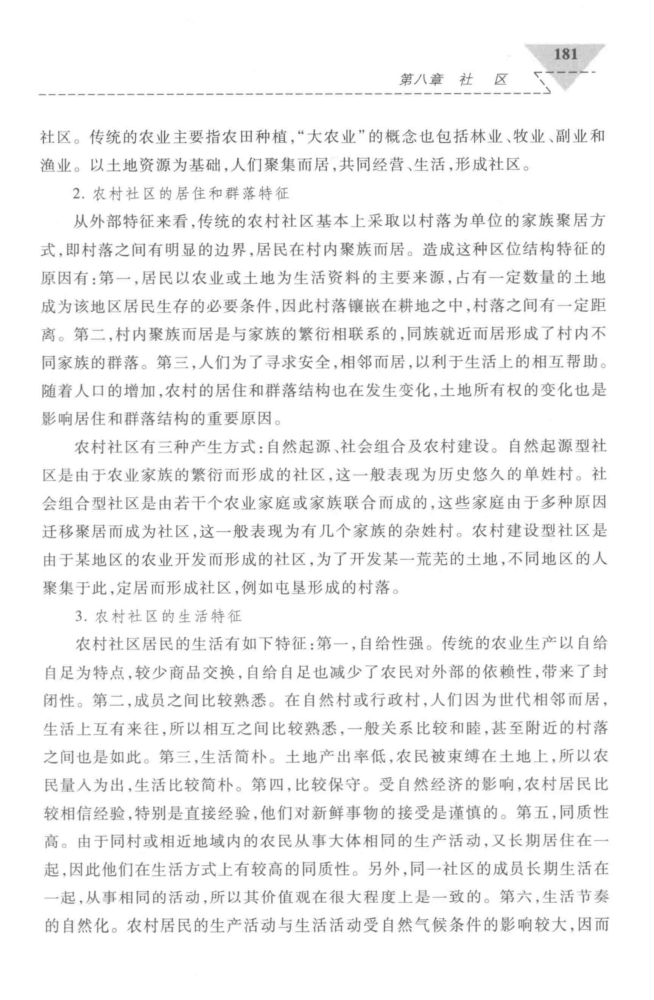 181
第八章 社 区
社区。传统的农业主要指农田种植,“大农业”的概念也包括林业、牧业、副业和
渔业。以土地资源为基础,人们聚集而居,共同经营、生活,形成社区。
2. 农村社区的居住和群落特征
从外部特征来看,传统的农村社区基本上采取以村落为单位的家族聚居方
式,即村落之间有明显的边界,居民在村内聚族而居。造成这种区位结构特征的
原因有:第一,居民以农业或土地为生活资料的主要来源,占有一定数量的土地
成为该地区居民生存的必要条件,因此村落镶嵌在耕地之中,村落之间有一定距
离。第二,村内聚族而居是与家族的繁衍相联系的,同族就近而居形成了村内不
同家族的群落。第三,人们为了寻求安全,相邻而居,以利于生活上的相互帮助。
随着人口的增加,农村的居住和群落结构也在发生变化,土地所有权的变化也是
影响居住和群落结构的重要原因。
农村社区有三种产生方式:自然起源、社会组合及农村建设。自然起源型社
区是由于农业家族的繁衍而形成的社区,这一般表现为历史悠久的单姓村。社
会组合型社区是由若干个农业家庭或家族联合而成的,这些家庭由于多种原因
迁移聚居而成为社区,这一般表现为有几个家族的杂姓村。农村建设型社区是
由于某地区的农业开发而形成的社区,为了开发某一荒芜的土地,不同地区的人
聚集于此,定居而形成社区,例如屯垦形成的村落。
3. 农村社区的生活特征
农村社区居民的生活有如下特征:第一,自给性强。传统的农业生产以自给
自足为特点,较少商品交换,自给自足也减少了农民对外部的依赖性,带来了封
闭性。第二,成员之间比较熟悉。在自然村或行政村,人们因为世代相邻而居,
生活上互有来往,所以相互之间比较熟悉,一般关系比较和睦,甚至附近的村落
之间也是如此。第三,生活简朴。土地产出率低,农民被束缚在土地上,所以农
民量入为出,生活比较简朴。第四,比较保守。受自然经济的影响,农村居民比
较相信经验,特别是直接经验,他们对新鲜事物的接受是谨慎的。第五,同质性
高。由于同村或相近地域内的农民从事大体相同的生产活动,又长期居住在一
起,因此他们在生活方式上有较高的同质性。另外,同一社区的成员长期生活在
一起,从事相同的活动,所以其价值观在很大程度上是一致的。第六,生活节奏
的自然化。农村居民的生产活动与生活活动受自然气候条件的影响较大,因而